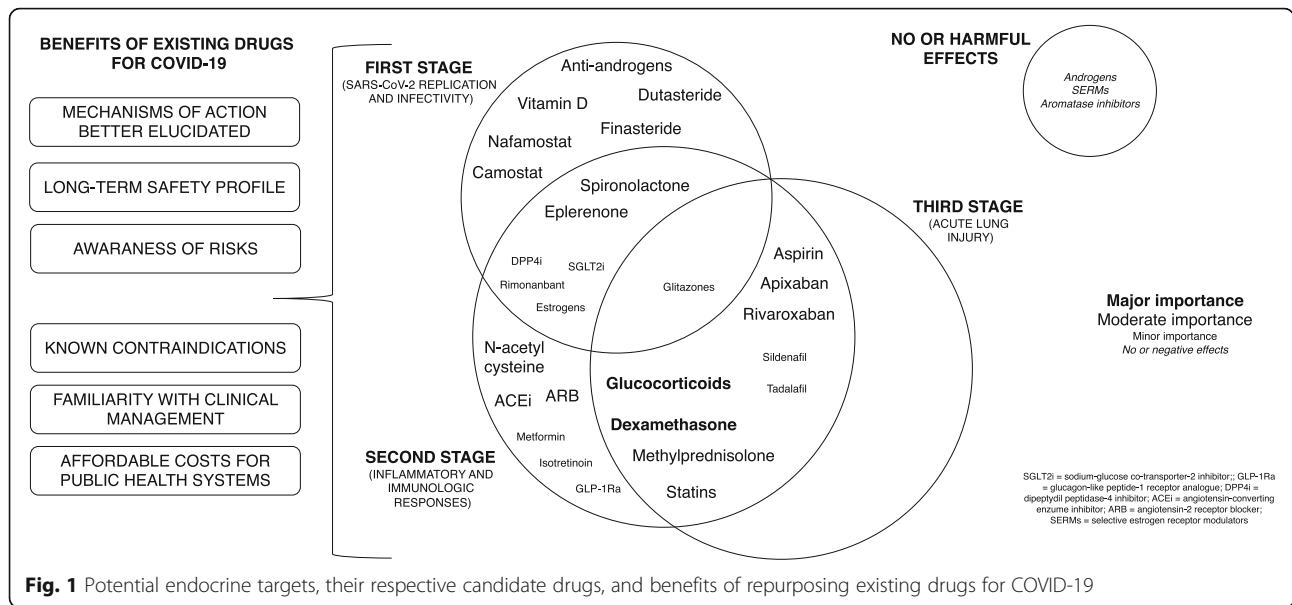 BENEFITS OF EXISTING DRUGS
FOR COVID-19
MECHANISMS OF ACTION
BETTER ELUCIDATED
LONG-TERM SAFETY PROFILE
AWARANESS OF RISKS
KNOWN CONTRAINDICATIONS
FAMILIARITY WITH CLINICAL
MANAGEMENT
AFFORDABLE COSTS FOR
PUBLIC HEALTH SYSTEMS
FIRST STAGE
(SARS-CoV-2 REPLICATION
AND INFECTIVITY)
Anti-androgens
Vitamin D
Dutasteride
Nafamostat
Finasteride
Camostat
Spironolactone
Eplerenone
DPP4i
SGLT2i
Rimonanbant
Estrogens
Glitazones
SECOND STAGE
(INFLAMMATORY AND
IMMUNOLOGIC
RESPONSES)
N-acetyl
cysteine
ACEi
ARB
Metformin
Isotretinoin
GLP-1Ra
Aspirin
Apixaban
Rivaroxaban
Sildenafil
Tadalafil
Glucocorticoids
Dexamethasone
Methylprednisolone
Statins
THIRD STAGE
(ACUTE LUNG
INJURY)
NO OR HARMFUL
EFFECTS
Androgens
SERMs
Aromatase inhibitors
Major importance
Moderate importance
Minor importance
No or negative effects
SGLT2i = sodium-glucose co-transporter-2 inhibitor;; GLP-1Ra
= glucagon-like peptide-1 receptor analogue; DPP4i =
dipeptydil peptidase-4 inhibitor; ACEi = angiotensin-converting
enzyme inhibitor; ARB = angiotensin-2 receptor blocker;
SERMs = selective estrogen receptor modulators
Fig. 1 Potential endocrine targets, their respective candidate drugs, and benefits of repurposing existing drugs for COVID-19